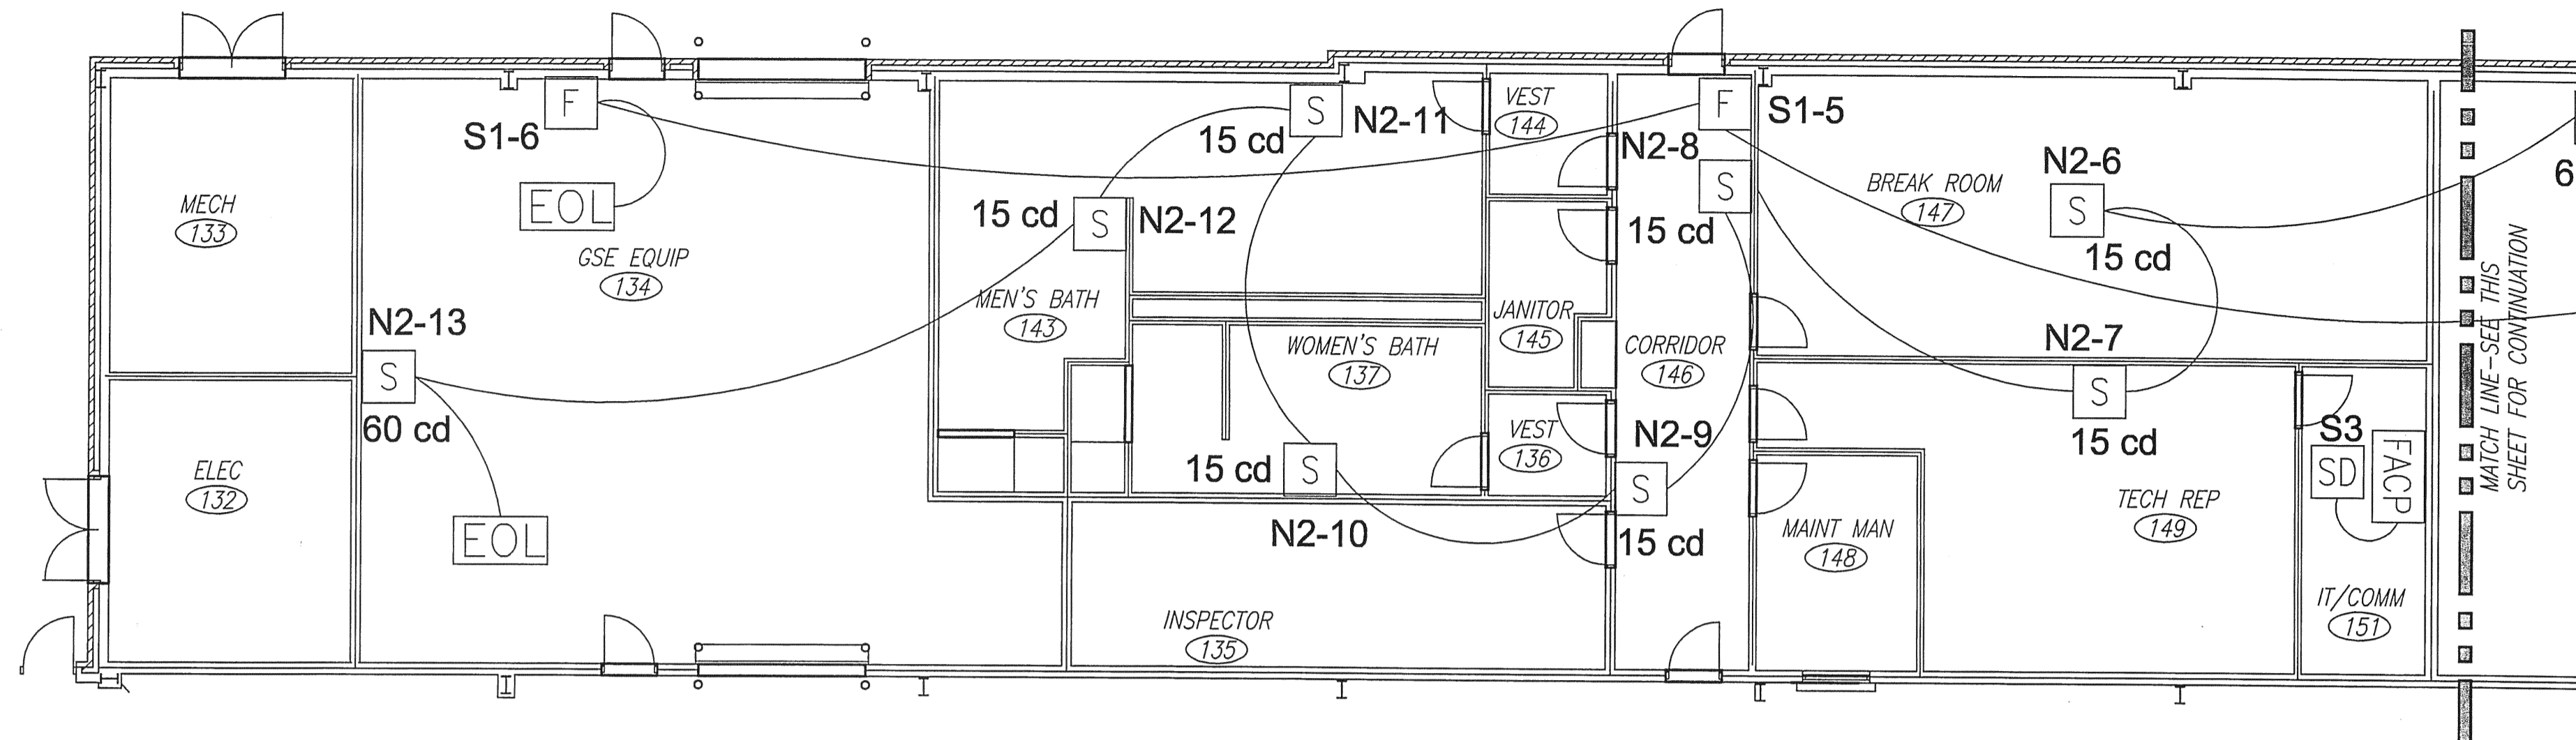 F
S1-6
EOL
MECH
133
GSE EQUIP
134
N2-13
S
60 cd
ELEC
132
EOL
S
N2-11
15 cd
15 cd
S
N2-12
MEN'S BATH
143
WOMEN'S BATH
137
15 cd
S
N2-10
INSPECTOR
135
VEST
144
JANITOR
145
VEST
136
F
S1-5
N2-8
S
15 cd
CORRIDOR
146
N2-9
S
15 cd
BREAK ROOM
147
N2-6
S
15 cd
N2-7
S
15 cd
MAINT MAN
148
TECH REP
149
S3
SD
FACP
IT/COMM
151
MATCH LINE-SEE THIS
SHEET FOR CONTINUATION
6